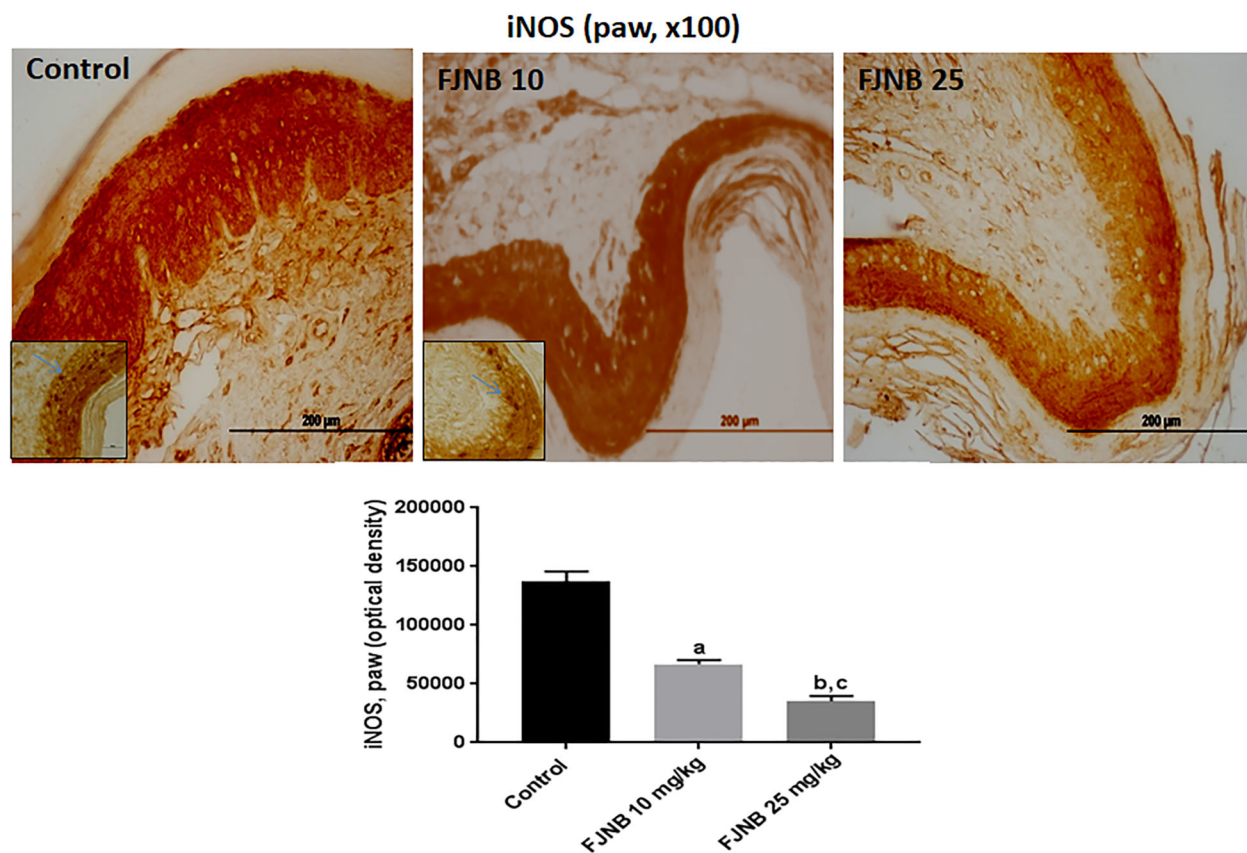 iNOS (paw, x100)
Control
FJNB 10
FJNB 25
200 µm
200 µm
200 µm
iNOS, paw (optical density)
200000
150000
100000
50000
0
a
b,c
Control
FJNB 10 mg/kg
FJNB 25 mg/kg